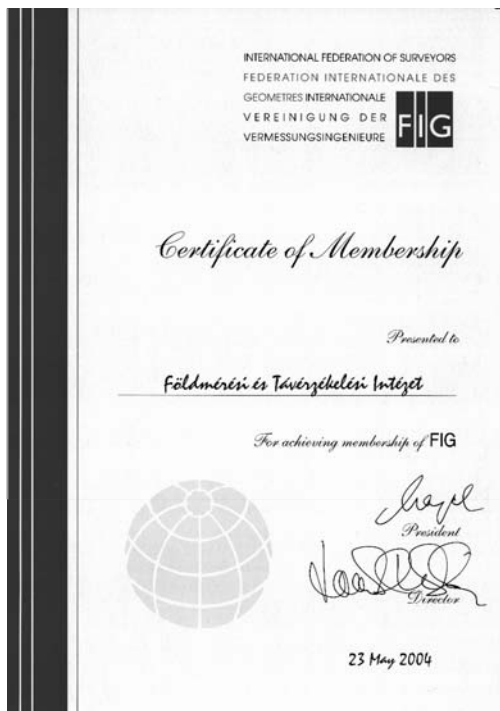 INTERNATIONAL FEDERATION OF SURVEYORS
FEDERATION INTERNATIONALE DES
GEOMETRES INTERNATIONALE
VEREINIGUNG DER
VERMESSUNGSINGENIEURE
FIG
Certificate of Membership
Presented to
Földmérési és Távérzékelési Intézet
For achieving membership of FIG
President
Director
23 May 2004